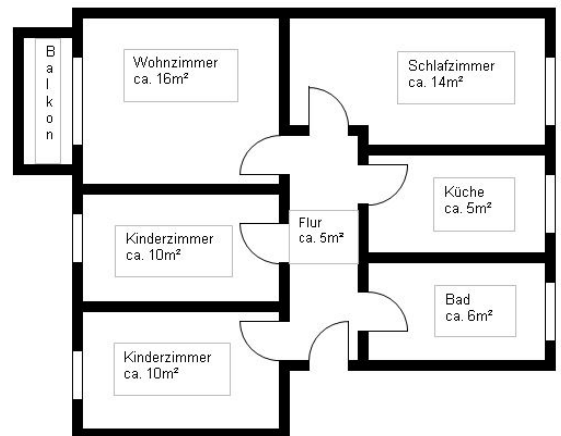 Balkon
Wohnzimmer
ca. 16m²
Schlafzimmer
ca. 14m²
Küche
ca. 5m²
Flur
ca. 5m²
Kinderzimmer
ca. 10m²
Bad
ca. 6m²
Kinderzimmer
ca. 10m²